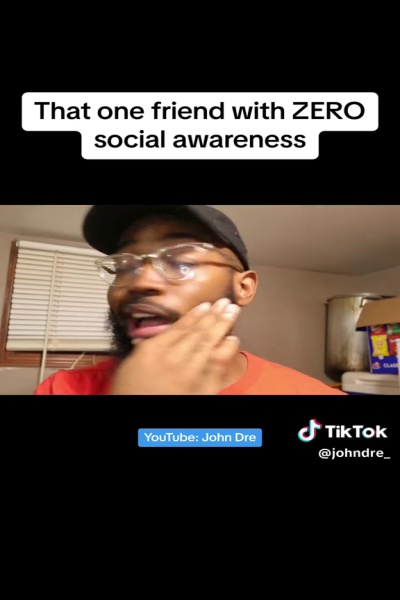 That one friend with ZERO
social awareness
YouTube: John Dre
TikTok
@johndre_